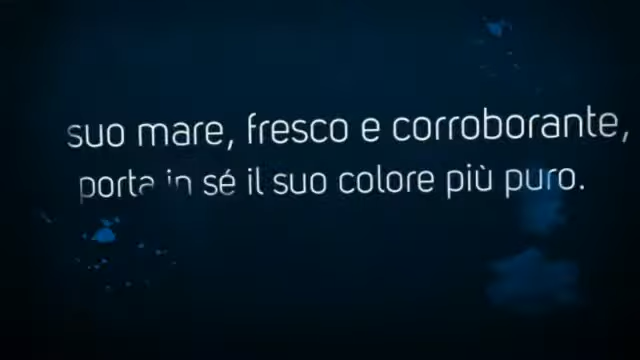 suo mare, fresco e corroborante,
porta in sé il suo colore più puro.